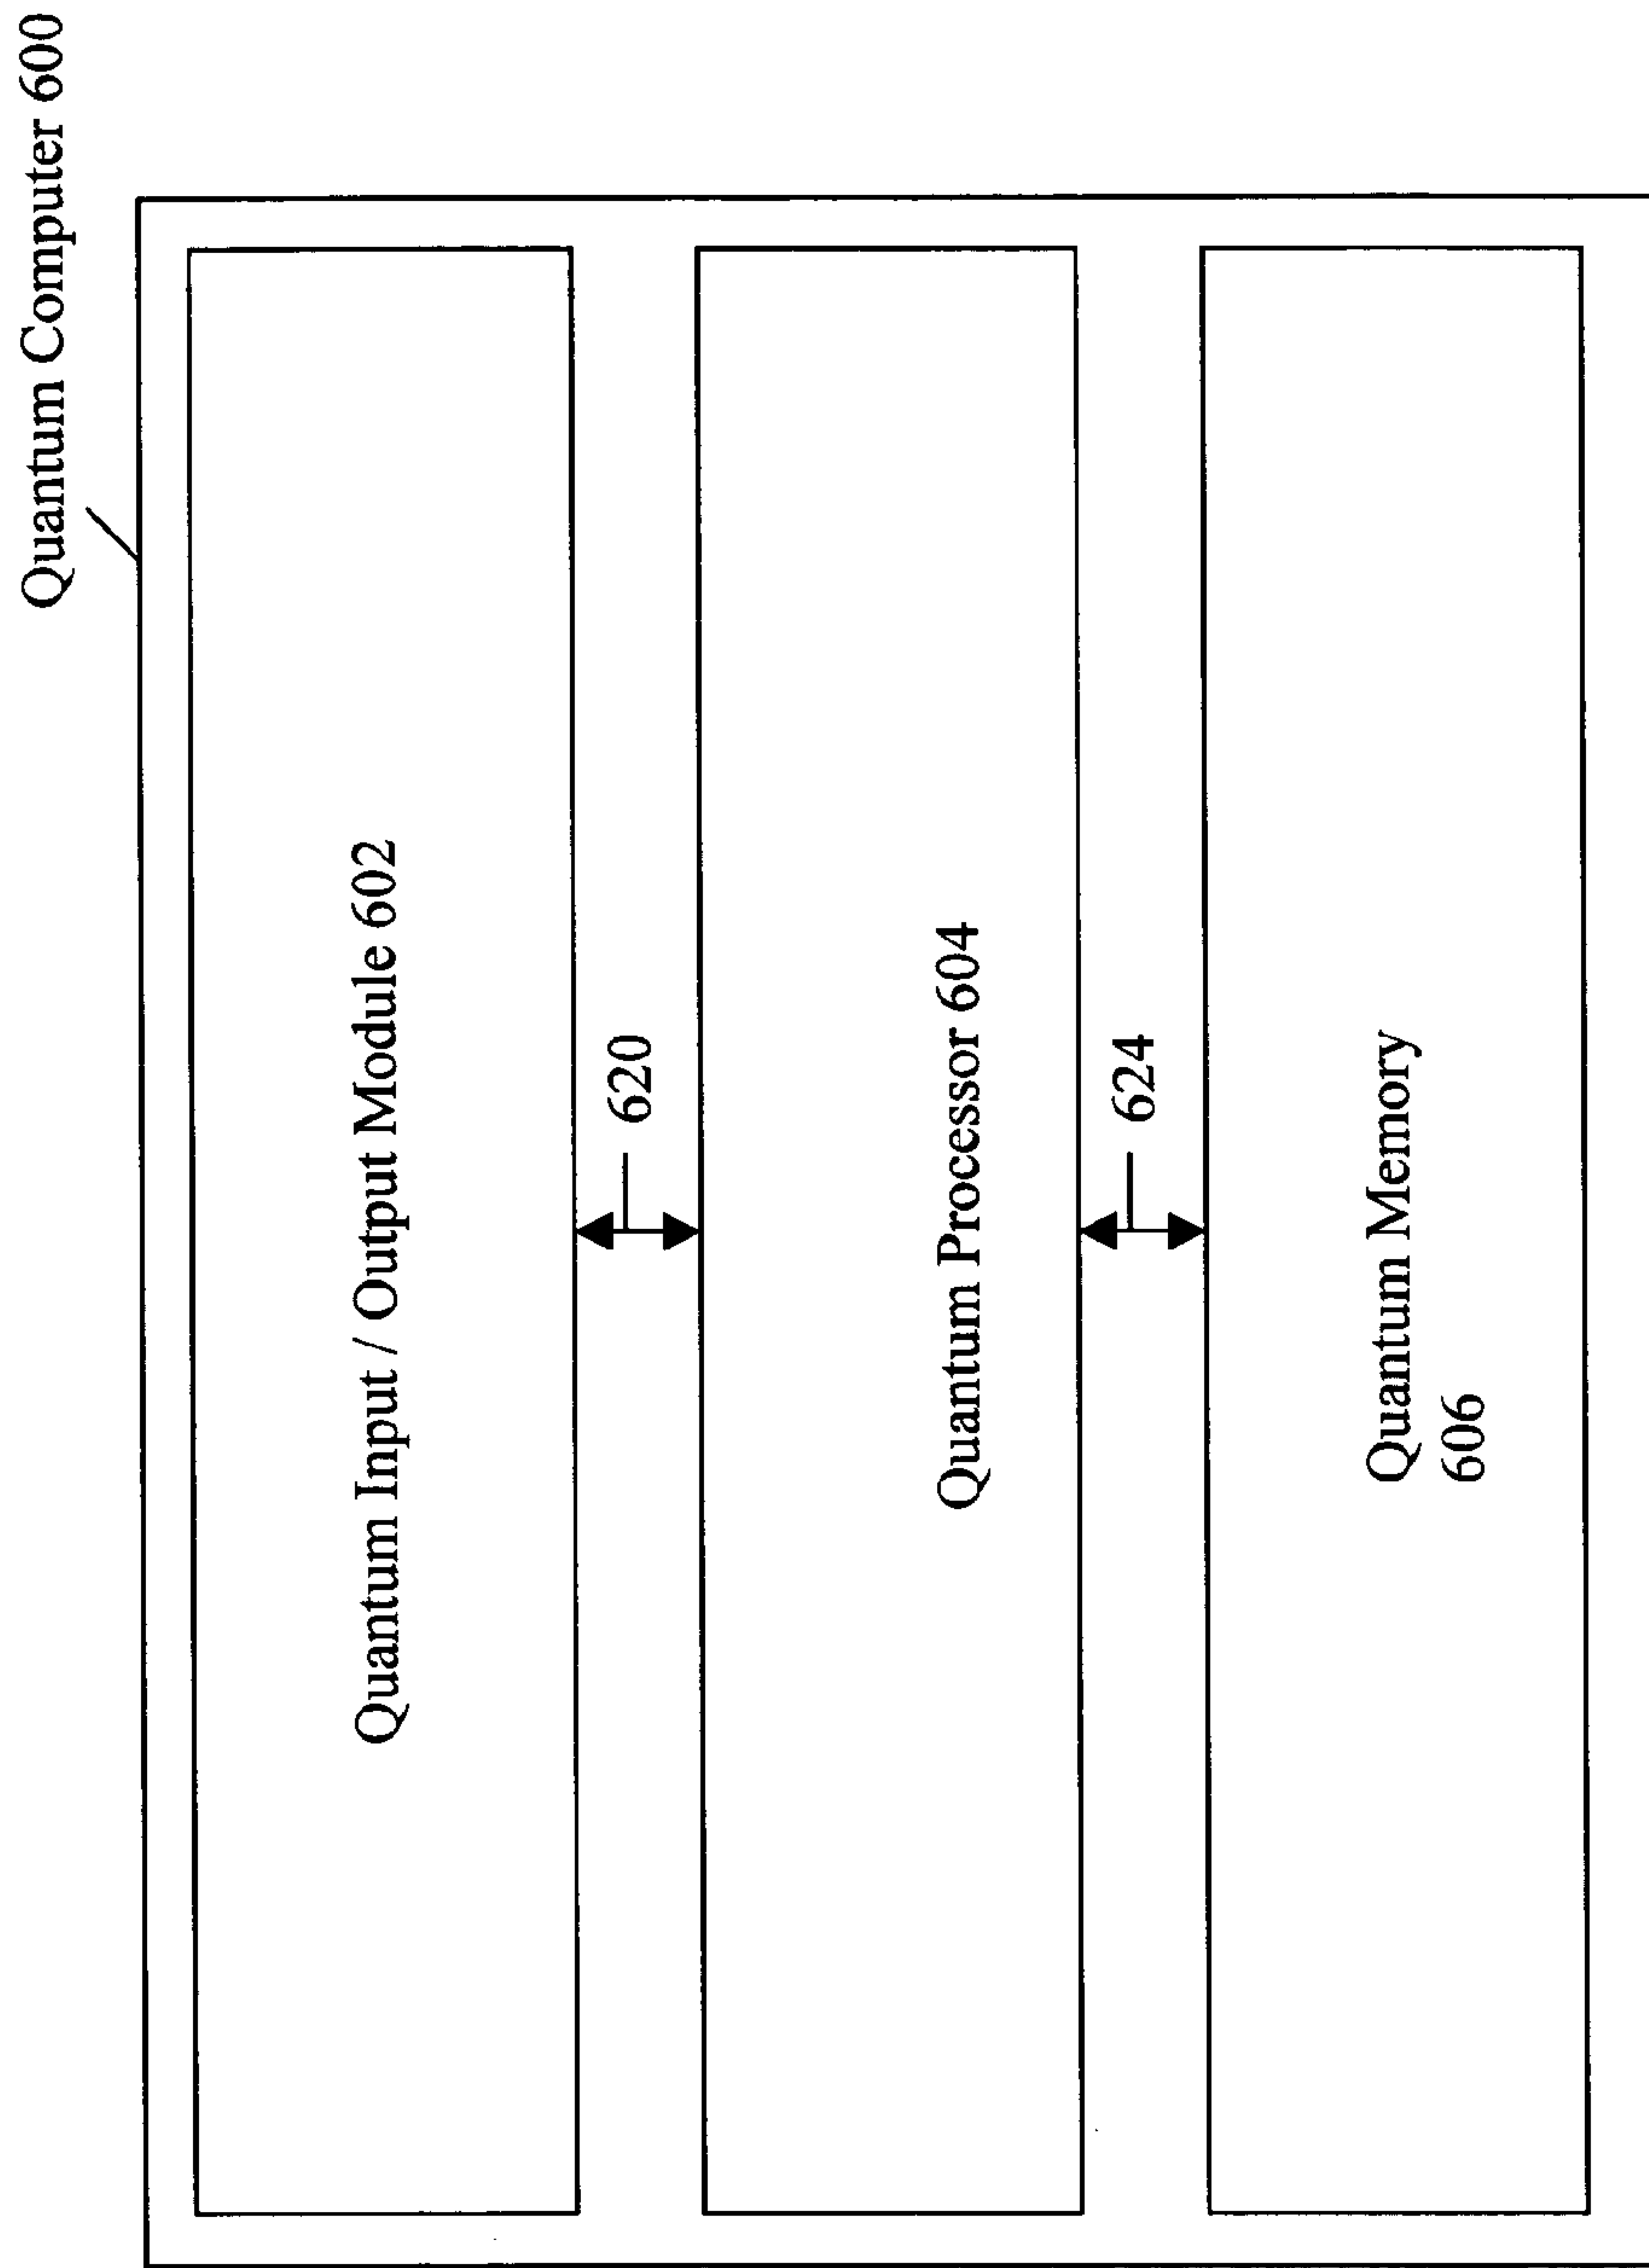 Quantum Computer 600
Quantum Input / Output Module 602
620
Quantum Processor 604
624
Quantum Memory
606